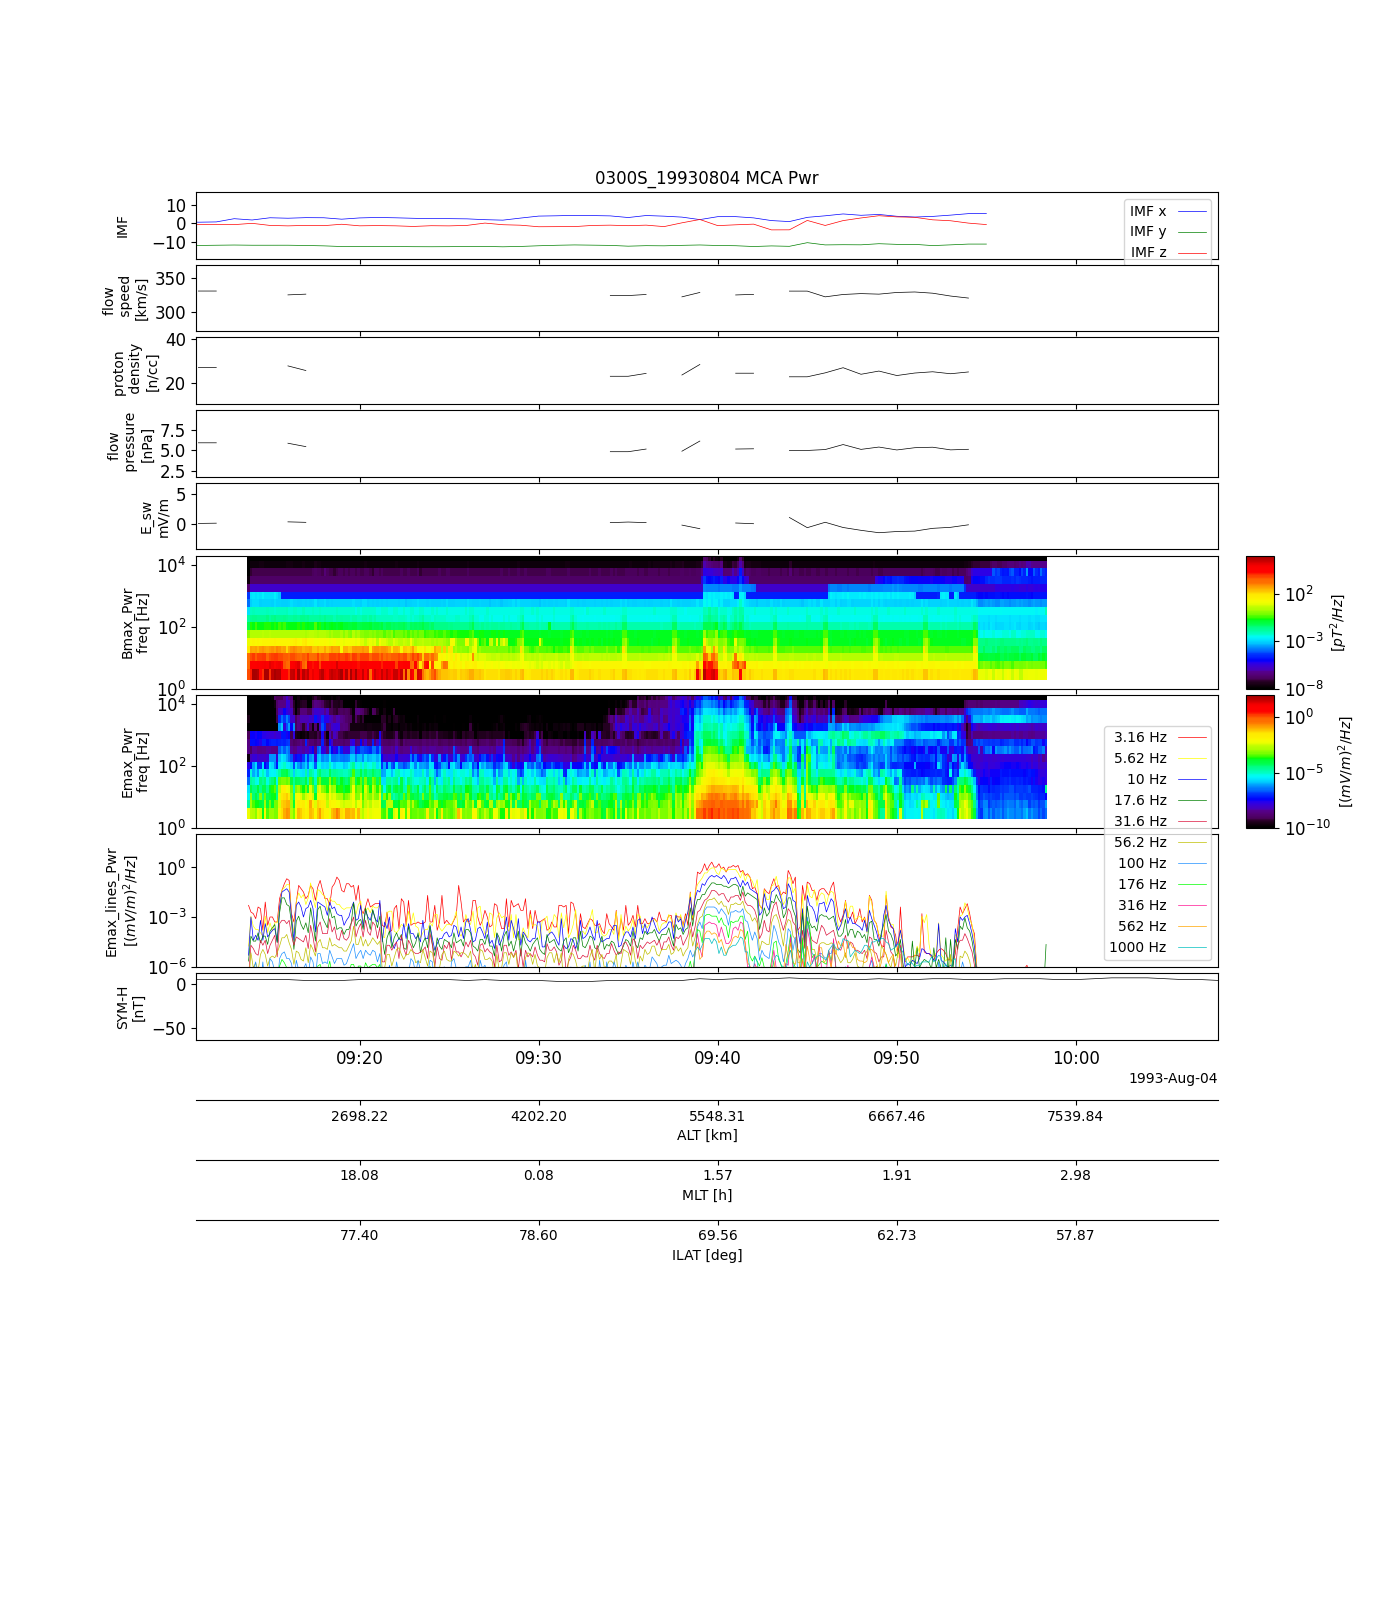 0300S_19930804 MCA Pwr
10
0
−10
IMF
IMF x
IMF y
IMF z
350
300
flow
speed
[km/s]
40
20
proton
density
[n/cc]
7.5
5.0
2.5
flow
pressure
[nPa]
5
0
E_sw
mV/m
10^4
10^2
10^0
Bmax_Pwr
freq [Hz]
10^2
10^−3
10^−8
[pT^2/Hz]
10^4
10^2
10^0
Emax_Pwr
freq [Hz]
10^0
10^−5
10^−10
[(mV/m)^2/Hz]
3.16 Hz
5.62 Hz
10 Hz
17.6 Hz
31.6 Hz
56.2 Hz
100 Hz
176 Hz
316 Hz
562 Hz
1000 Hz
10^0
10^−3
10^−6
Emax_lines_Pwr
[(mV/m)^2/Hz]
0
−50
SYM-H
[nT]
09:20 09:30 09:40 09:50 10:00
1993-Aug-04
2698.22 4202.20 5548.31 6667.46 7539.84
ALT [km]
18.08 0.08 1.57 1.91 2.98
MLT [h]
77.40 78.60 69.56 62.73 57.87
ILAT [deg]